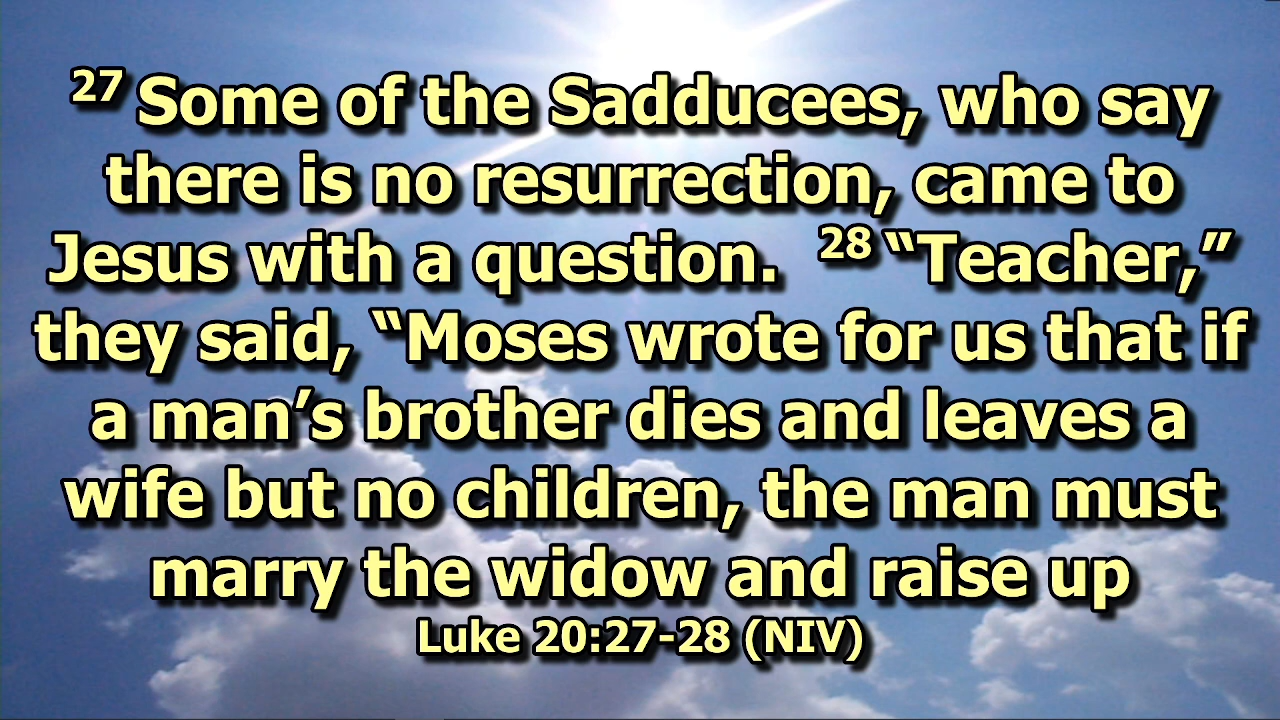 27 Some of the Sadducees, who say
there is no resurrection, came to
Jesus with a question. 28 “Teacher,”
they said, “Moses wrote for us that if
a man’s brother dies and leaves a
wife but no children, the man must
marry the widow and raise up
Luke 20:27-28 (NIV)